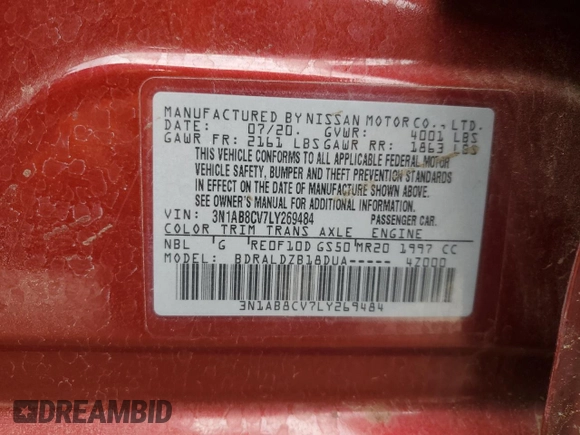 MANUFACTURED BY NISSAN MOTOR CO., LTD.
DATE: 07/20. GVWR: 4001 LBS
GAWR FR: 2161 LBS GAWR RR: 1863 LBS
THIS VEHICLE CONFORMS TO ALL APPLICABLE FEDERAL MOTOR
VEHICLE SAFETY, BUMPER AND THEFT PREVENTION STANDARDS
IN EFFECT ON THE DATE OF MANUFACTURE SHOWN ABOVE.
SEE OWNER'S MANUAL FOR ADDITIONAL INFORMATION.
VIN: 3N1AB8CV7LY269484 PASSENGER CAR.
COLOR TRIM TRANS AXLE ENGINE
NBL G RE0F10D GS50 MR20 1997 CC
MODEL: BDRALDZB18DUA----- 4Z000
3N1AB8CV7LY269484
DREAMBID